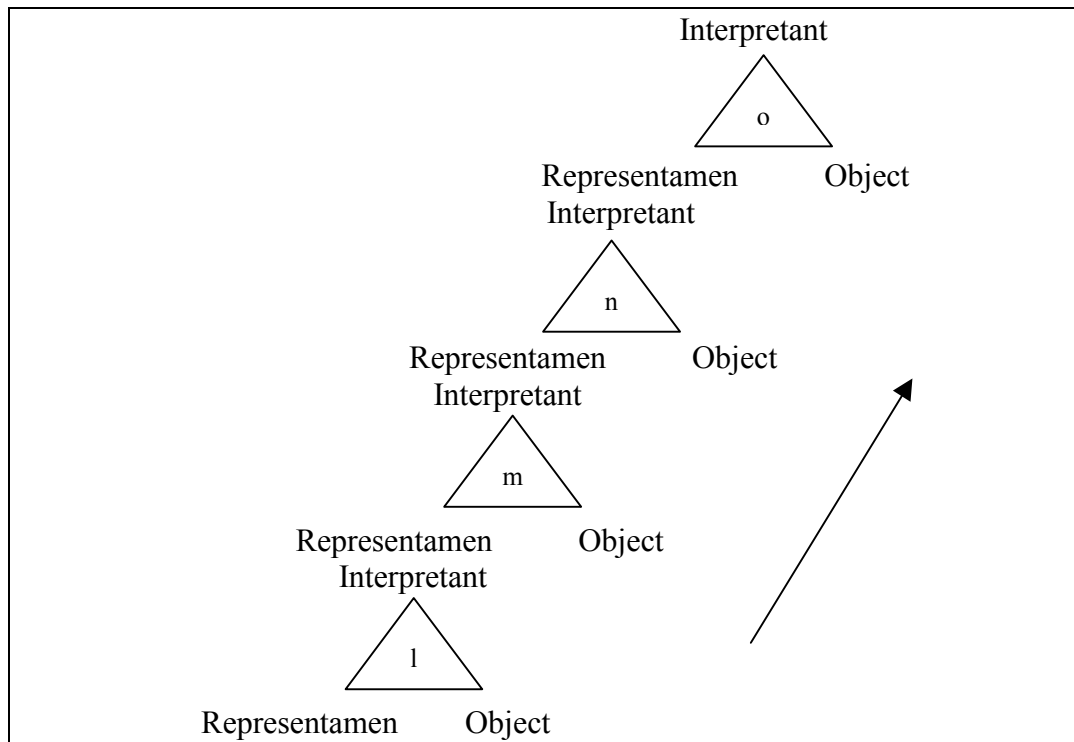 Interpretant
o
Representamen Object
Interpretant
n
Representamen Object
Interpretant
m
Representamen Object
Interpretant
l
Representamen Object